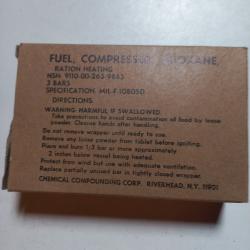 FUEL, COMPRESSED, TRIOXANE,
RATION HEATING
NSN 9110-00-263-9865
3 BARS
SPECIFICATION MIL-F-10805D
DIRECTIONS
WARNING-HARMFUL IF SWALLOWED.
Take precautions to avoid contamination of food by loose
powder. Cleanse hands after handling.
Do not remove wrapper until ready to use.
Remove any loose powder from tablet before igniting.
Place and burn 1/3 bar or more approximately
2 inches below vessel being heated.
Protect from wind but use with adequate ventilation.
Replace partially unused bar in tightly closed wrapper.
CHEMICAL COMPOUNDING CORP. RIVERHEAD, N.Y. 11901